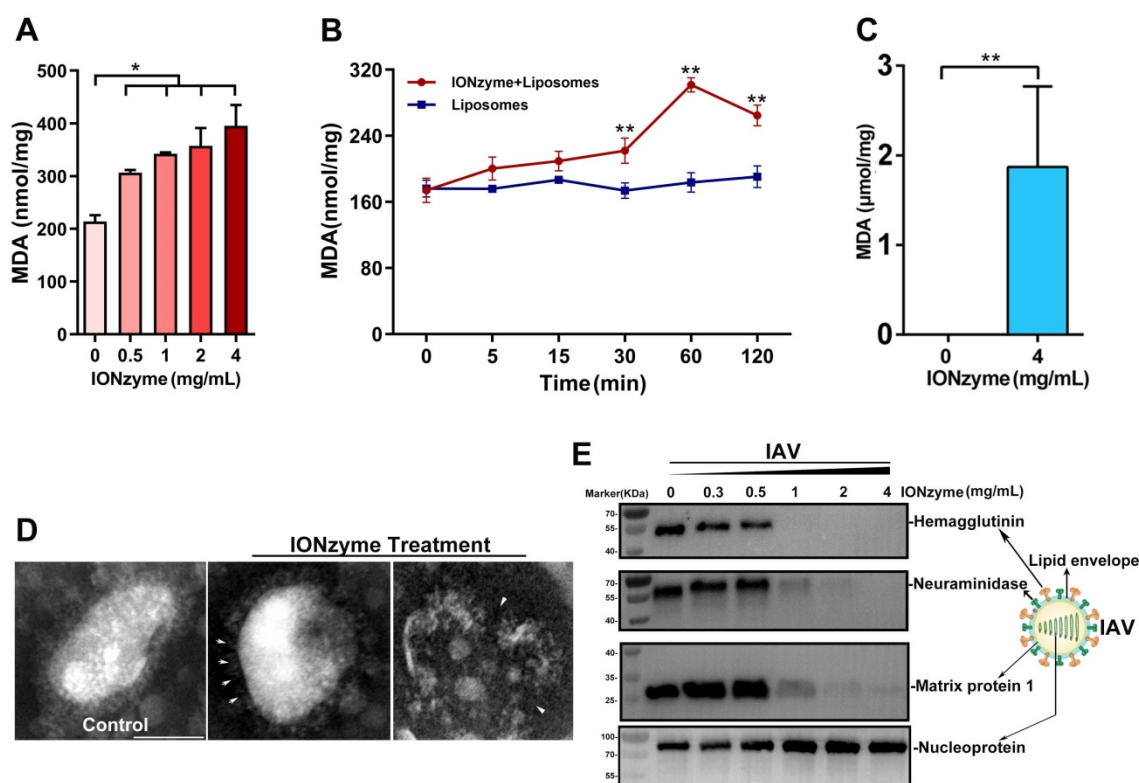 A
*
500
400
300
200
100
0
MDA (nmol/mg)
0 0.5 1 2 4
IONzyme (mg/mL)
B
IONzyme+Liposomes
Liposomes
** ** **
320
240
160
80
0
MDA(nmol/mg)
0 5 15 30 60 120
Time (min)
C
**
3
2
1
0
MDA (μmol/mg)
0 4
IONzyme (mg/mL)
D
IONzyme Treatment
Control
E
IAV
Marker(KDa) 0 0.3 0.5 1 2 4 IONzyme (mg/mL)
70-
55-
40-
-Hemagglutinin
70-
55-
40-
-Neuraminidase
Lipid envelope
IAV
40-
35-
25-
-Matrix protein 1
100-
70-
55-
-Nucleoprotein